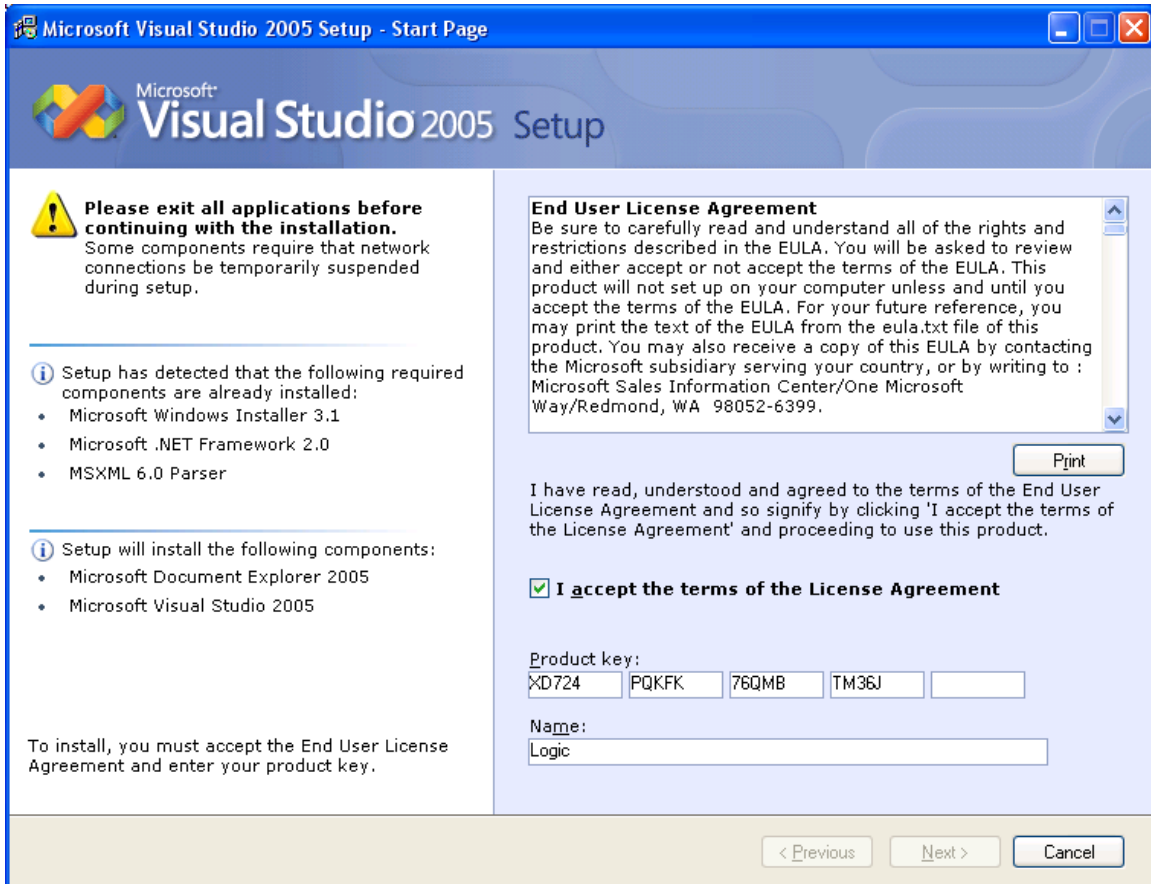 Microsoft Visual Studio 2005 Setup - Start Page
Microsoft
Visual Studio 2005 Setup
Please exit all applications before
continuing with the installation.
Some components require that network
connections be temporarily suspended
during setup.
Setup has detected that the following required
components are already installed:
Microsoft Windows Installer 3.1
Microsoft .NET Framework 2.0
MSXML 6.0 Parser
Setup will install the following components:
Microsoft Document Explorer 2005
Microsoft Visual Studio 2005
To install, you must accept the End User License
Agreement and enter your product key.
End User License Agreement
Be sure to carefully read and understand all of the rights and
restrictions described in the EULA. You will be asked to review
and either accept or not accept the terms of the EULA. This
product will not set up on your computer unless and until you
accept the terms of the EULA. For your future reference, you
may print the text of the EULA from the eula.txt file of this
product. You may also receive a copy of this EULA by contacting
the Microsoft subsidiary serving your country, or by writing to :
Microsoft Sales Information Center/One Microsoft
Way/Redmond, WA  98052-6399.
Print
I have read, understood and agreed to the terms of the End User
License Agreement and so signify by clicking 'I accept the terms of
the License Agreement' and proceeding to use this product.
I accept the terms of the License Agreement
Product key:
XD724 PQKFK 76QMB TM36J
Name:
Logic
< Previous Next > Cancel